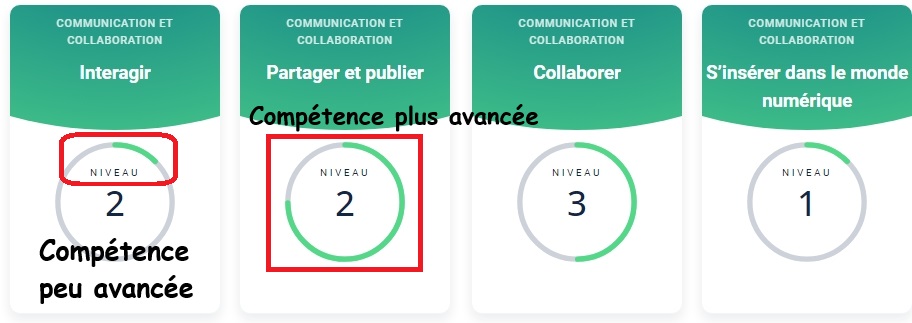 COMMUNICATION ET
COLLABORATION
Interagir
NIVEAU
2
Compétence
peu avancée
COMMUNICATION ET
COLLABORATION
Partager et publier
Compétence plus avancée
NIVEAU
2
COMMUNICATION ET
COLLABORATION
Collaborer
NIVEAU
3
COMMUNICATION ET
COLLABORATION
S'insérer dans le monde
numérique
NIVEAU
1